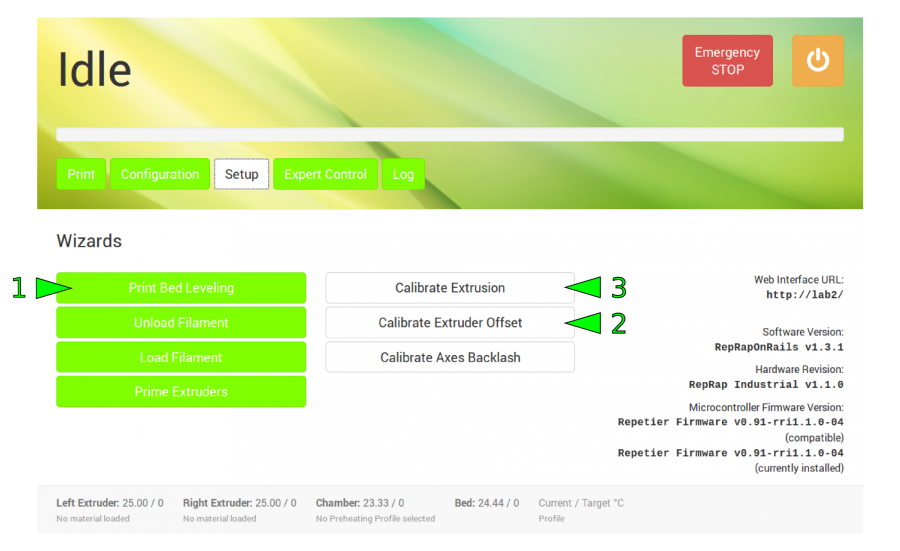 Idle
Emergency
STOP
Print
Configuration
Setup
Expert Control
Log
Wizards
1
Print Bed Leveling
Unload Filament
Load Filament
Prime Extruders
Calibrate Extrusion
3
Calibrate Extruder Offset
2
Calibrate Axes Backlash
Web Interface URL:
http://lab2/
Software Version:
RepRapOnRails v1.3.1
Hardware Revision:
RepRap Industrial v1.1.0
Microcontroller Firmware Version:
Repetier Firmware v0.91-rri1.1.0-04
(compatible)
Repetier Firmware v0.91-rri1.1.0-04
(currently installed)
Left Extruder: 25.00 / 0
No material loaded
Right Extruder: 25.00 / 0
No material loaded
Chamber: 23.33 / 0
No Preheating Profile selected
Bed: 24.44 / 0
Current / Target °C
Profile